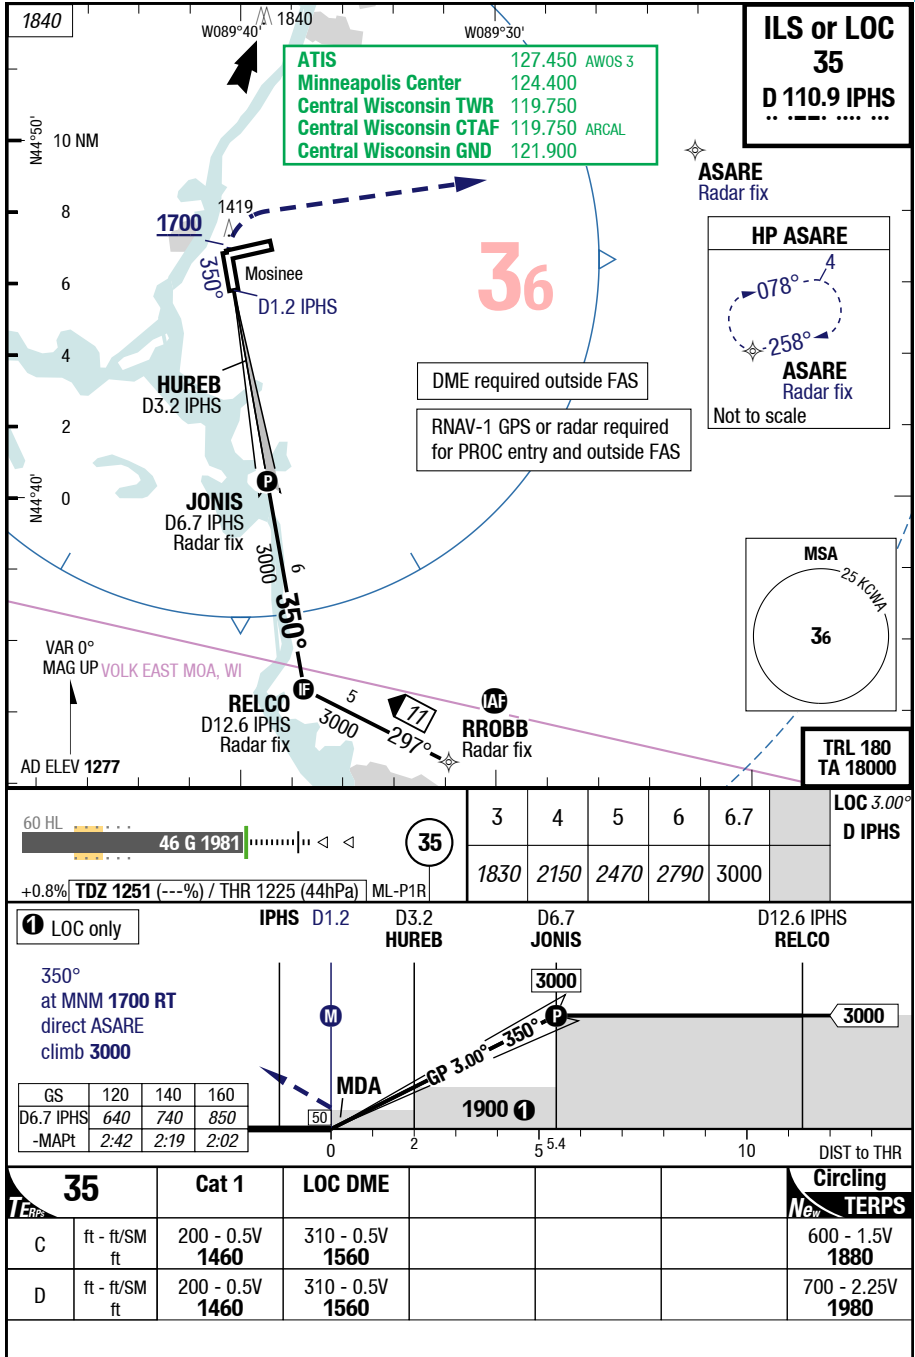 1840
1840
W089°40'
W089°30'
ILS or LOC
35
D 110.9 IPHS
ATIS 127.450 AWOS 3
Minneapolis Center 124.400
Central Wisconsin TWR 119.750
Central Wisconsin CTAF 119.750 ARCAL
Central Wisconsin GND 121.900
N44°50'
10 NM
8
6
4
2
0
N44°40'
ASARE
Radar fix
1419
1700
350°
Mosinee
D1.2 IPHS
36
HP ASARE
4
078°
258°
ASARE
Radar fix
Not to scale
HUREB
D3.2 IPHS
DME required outside FAS
RNAV-1 GPS or radar required
for PROC entry and outside FAS
P
JONIS
D6.7 IPHS
Radar fix
3000
6
350°
MSA
25 KCWA
36
VAR 0°
MAG UP
VOLK EAST MOA, WI
IF
RELCO
D12.6 IPHS
Radar fix
5
3000
297°
11
IAF
RROBB
Radar fix
AD ELEV 1277
TRL 180
TA 18000
60 HL
46 G 1981
35
+0.8% TDZ 1251 (---%) / THR 1225 (44hPa) ML-P1R
3 4 5 6 6.7 LOC 3.00°
D IPHS
1830 2150 2470 2790 3000
1 LOC only
IPHS D1.2
D3.2
HUREB
D6.7
JONIS
D12.6 IPHS
RELCO
350°
at MNM 1700 RT
direct ASARE
climb 3000
M
3000
P
3000
GP 3.00°
350°
MDA
50
1900 1
GS 120 140 160
D6.7 IPHS 640 740 850
-MAPt 2:42 2:19 2:02
0 2 5 5.4 10 DIST to THR
TERPs 35 Cat 1 LOC DME Circling
New TERPS
C ft - ft/SM 200 - 0.5V 310 - 0.5V 600 - 1.5V
ft 1460 1560 1880
D ft - ft/SM 200 - 0.5V 310 - 0.5V 700 - 2.25V
ft 1460 1560 1980